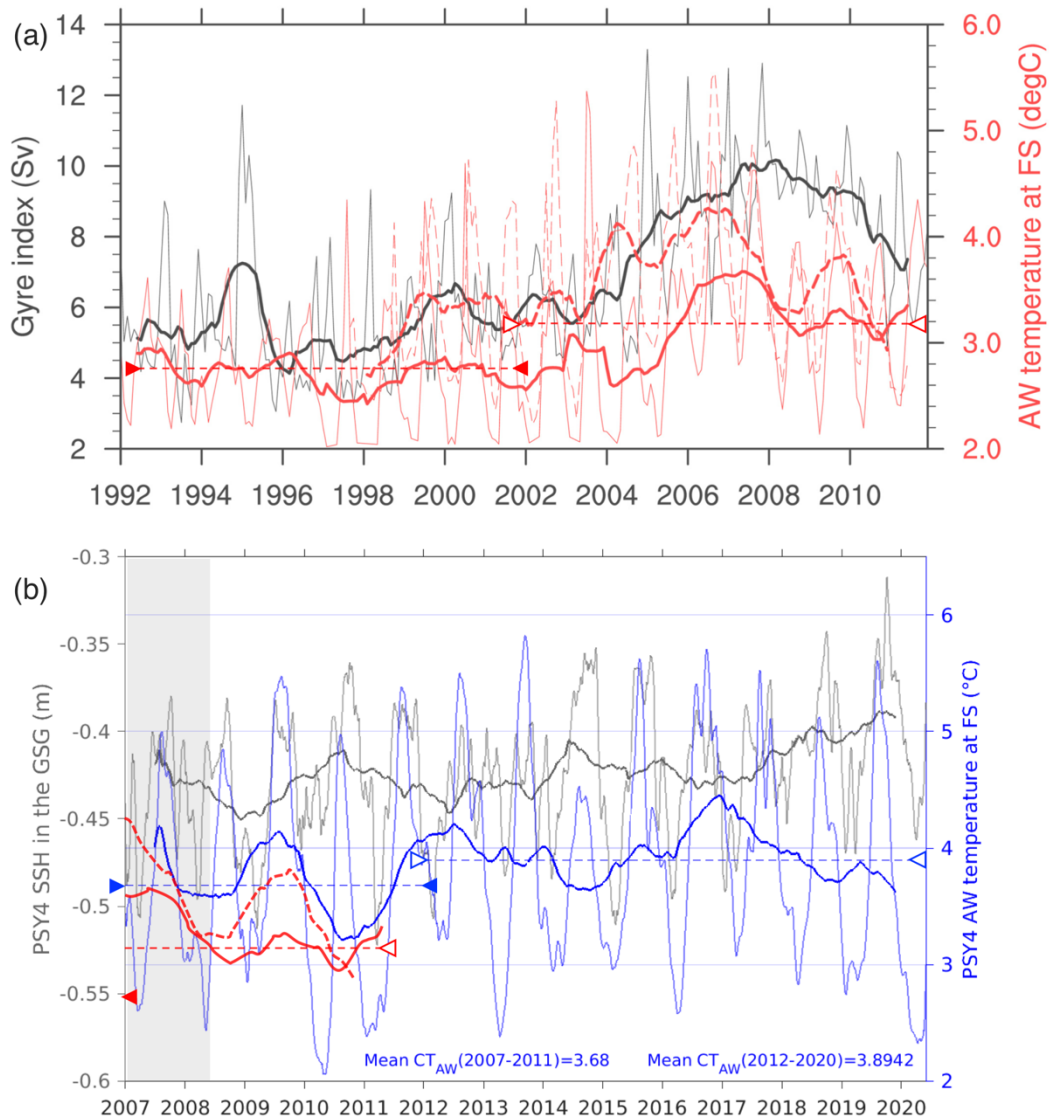 (a)
14
12
10
8
6
4
2
Gyre index (Sv)
6.0
5.0
4.0
3.0
2.0
AW temperature at FS (degC)
1992 1994 1996 1998 2000 2002 2004 2006 2008 2010
(b)
-0.3
-0.35
-0.4
-0.45
-0.5
-0.55
-0.6
PSY4 SSH in the GSG (m)
6
5
4
3
2
PSY4 AW temperature at FS (°C)
Mean CT_AW(2007-2011)=3.68 Mean CT_AW(2012-2020)=3.8942
2007 2008 2009 2010 2011 2012 2013 2014 2015 2016 2017 2018 2019 2020